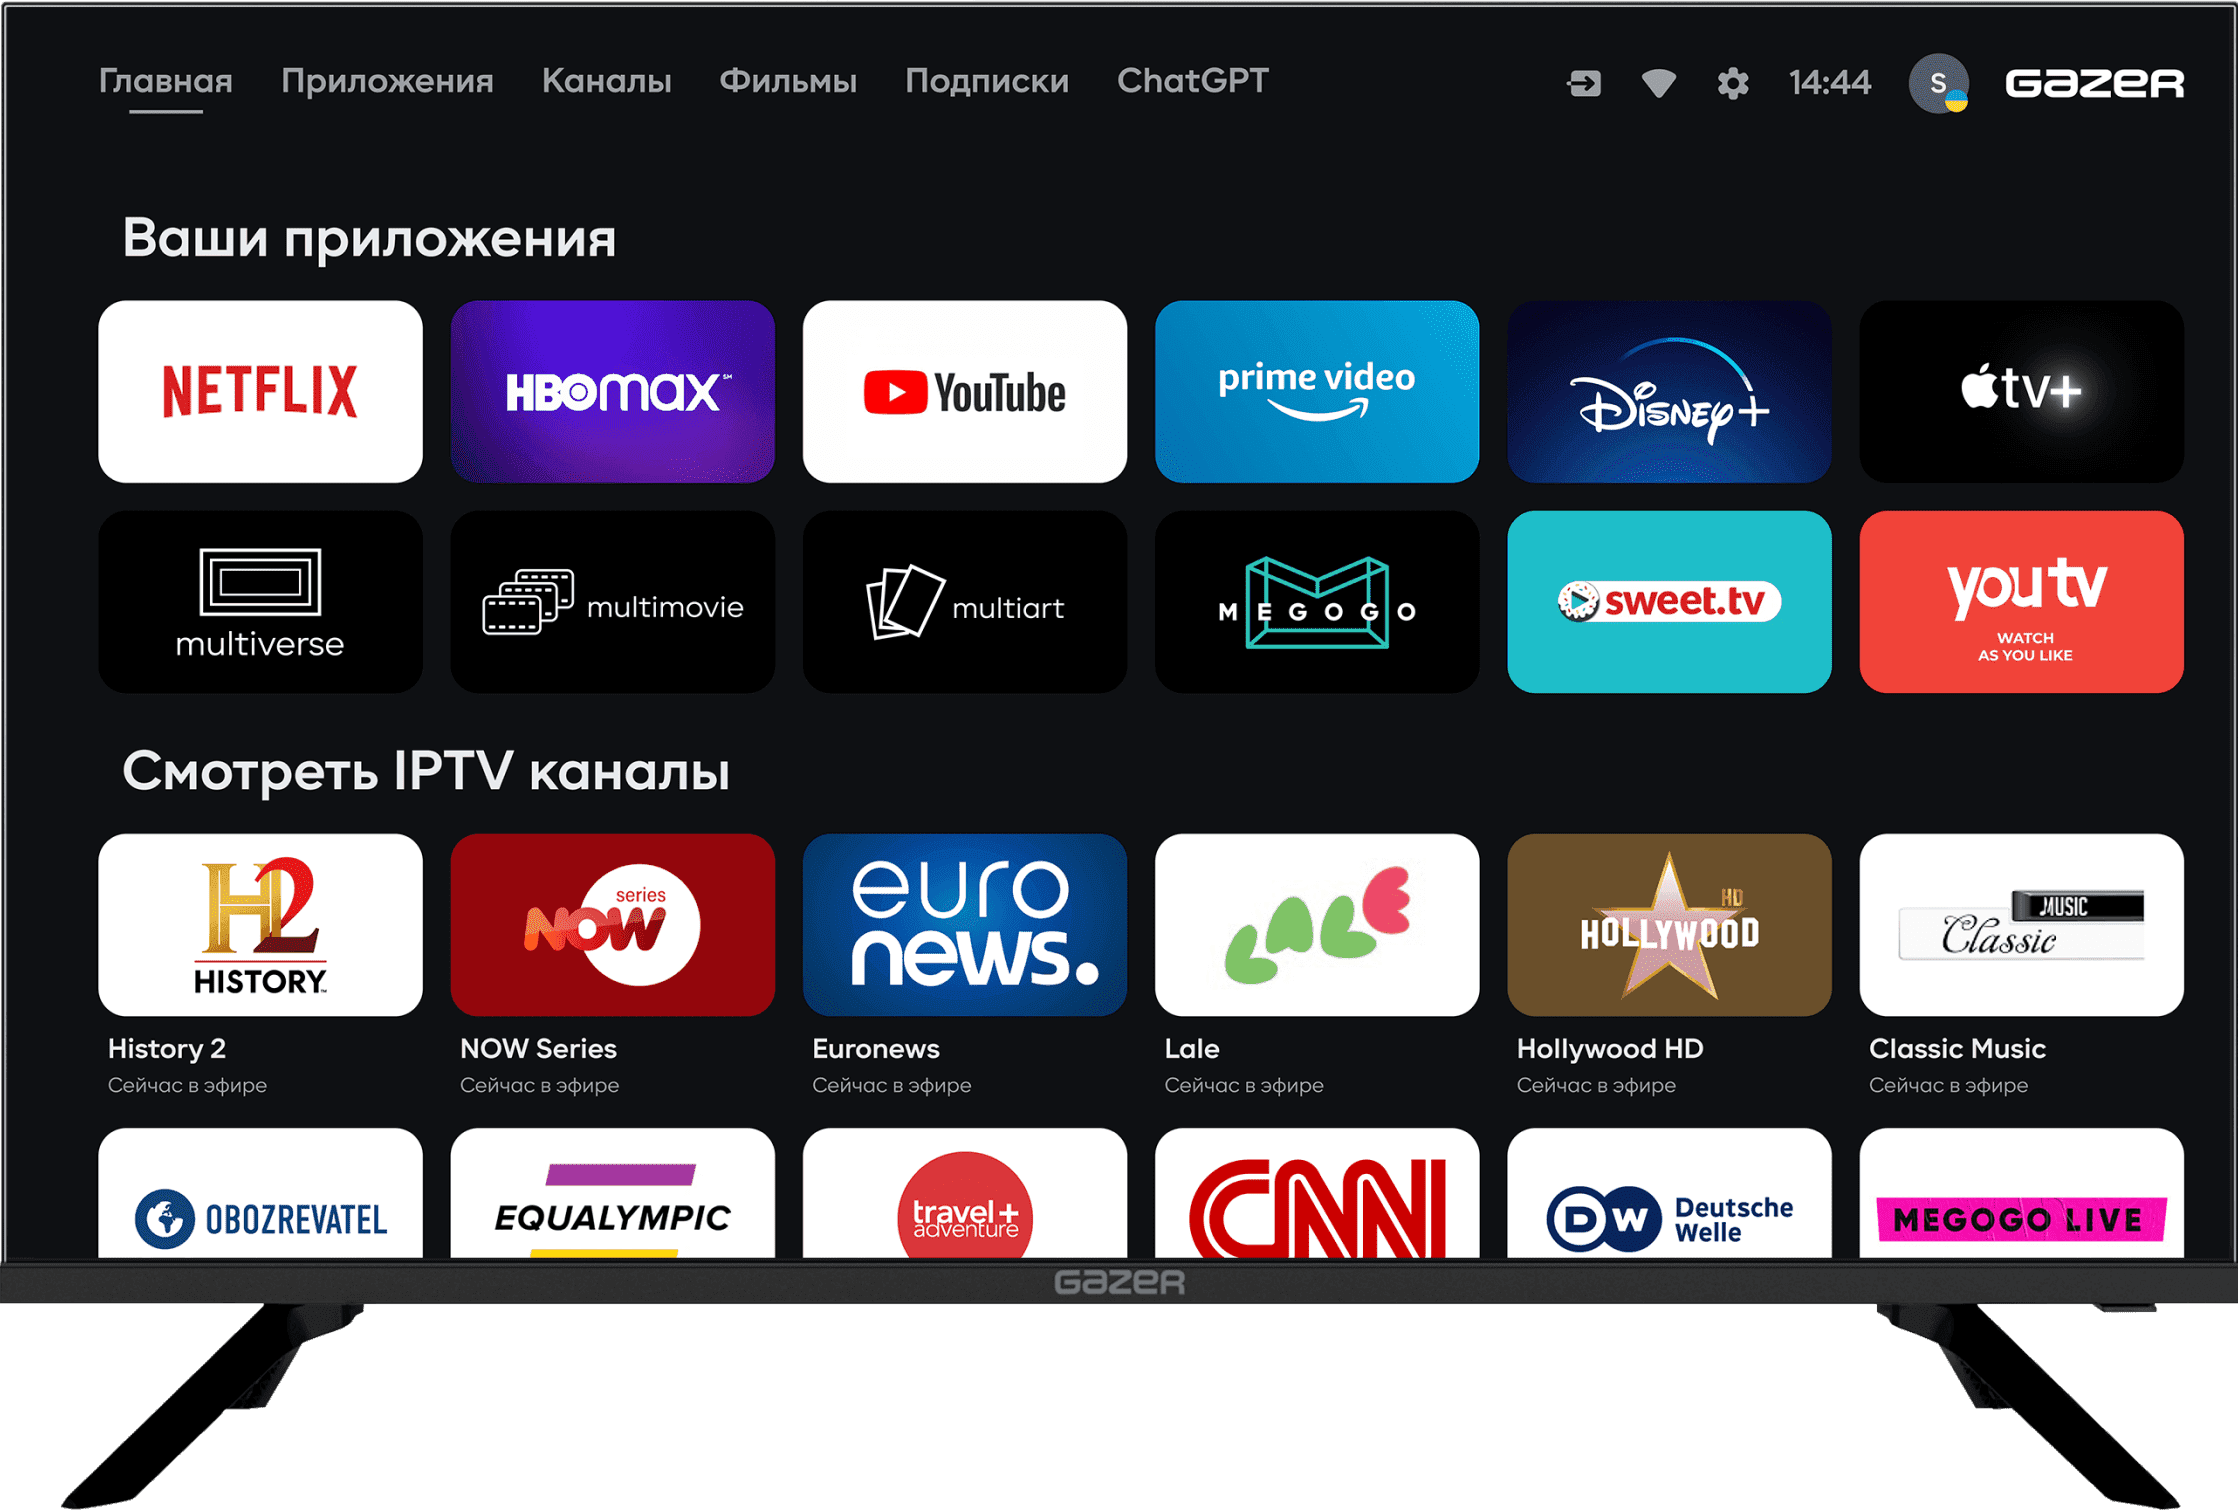 Главная Приложения Каналы Фильмы Подписки ChatGPT 14:44 S GAZER
Ваши приложения
NETFLIX
HBOMAX SM
YouTube
prime video
Disney+
tv+
multiverse
multimovie
multiart
MEGOGO
sweet.tv
youtv
WATCH
AS YOU LIKE
Смотреть IPTV каналы
H2
HISTORY
series
NOW
euro
news.
LALE
HD
HOLLYWOOD
MUSIC
Classic
History 2
Сейчас в эфире
NOW Series
Сейчас в эфире
Euronews
Сейчас в эфире
Lale
Сейчас в эфире
Hollywood HD
Сейчас в эфире
Classic Music
Сейчас в эфире
OBOZREVATEL
EQUALYMPIC
travel+
adventure
CNN
DW Deutsche
Welle
MEGOGO LIVE
GAZER